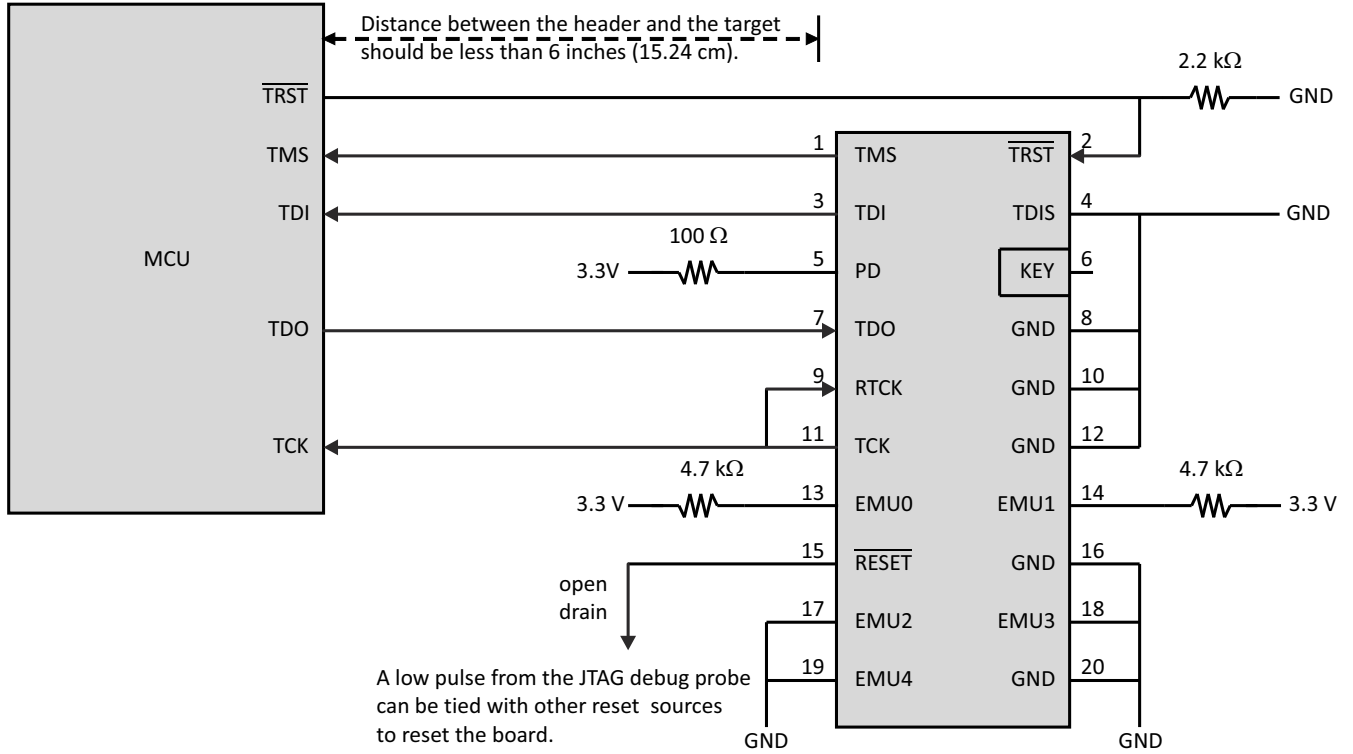 Distance between the header and the target
should be less than 6 inches (15.24 cm).
2.2 kΩ
TRST
GND
1
TMS
TRST
2
TMS
3
TDI
TDIS
4
TDI
GND
100 Ω
MCU
3.3V
5
PD
KEY
6
TDO
7
TDO
GND
8
9
RTCK
GND
10
TCK
11
TCK
GND
12
4.7 kΩ
4.7 kΩ
3.3 V
13
EMU0
EMU1
14
3.3 V
15
RESET
GND
16
open
drain
17
EMU2
EMU3
18
19
EMU4
GND
20
A low pulse from the JTAG debug probe
can be tied with other reset sources
to reset the board.
GND
GND